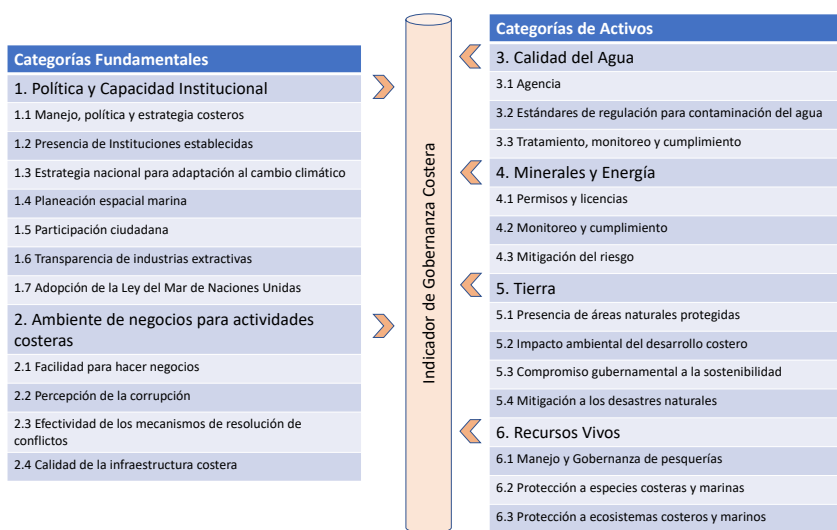 Categorías Fundamentales
1. Política y Capacidad Institucional
1.1 Manejo, política y estrategia costeros
1.2 Presencia de Instituciones establecidas
1.3 Estrategia nacional para adaptación al cambio climático
1.4 Planeación espacial marina
1.5 Participación ciudadana
1.6 Transparencia de industrias extractivas
1.7 Adopción de la Ley del Mar de Naciones Unidas
2. Ambiente de negocios para actividades
costeras
2.1 Facilidad para hacer negocios
2.2 Percepción de la corrupción
2.3 Efectividad de los mecanismos de resolución de
conflictos
2.4 Calidad de la infraestructura costera
Indicador de Gobernanza Costera
Categorías de Activos
3. Calidad del Agua
3.1 Agencia
3.2 Estándares de regulación para contaminación del agua
3.3 Tratamiento, monitoreo y cumplimiento
4. Minerales y Energía
4.1 Permisos y licencias
4.2 Monitoreo y cumplimiento
4.3 Mitigación del riesgo
5. Tierra
5.1 Presencia de áreas naturales protegidas
5.2 Impacto ambiental del desarrollo costero
5.3 Compromiso gubernamental a la sostenibilidad
5.4 Mitigación a los desastres naturales
6. Recursos Vivos
6.1 Manejo y Gobernanza de pesquerías
6.2 Protección a especies costeras y marinas
6.3 Protección a ecosistemas costeros y marinos